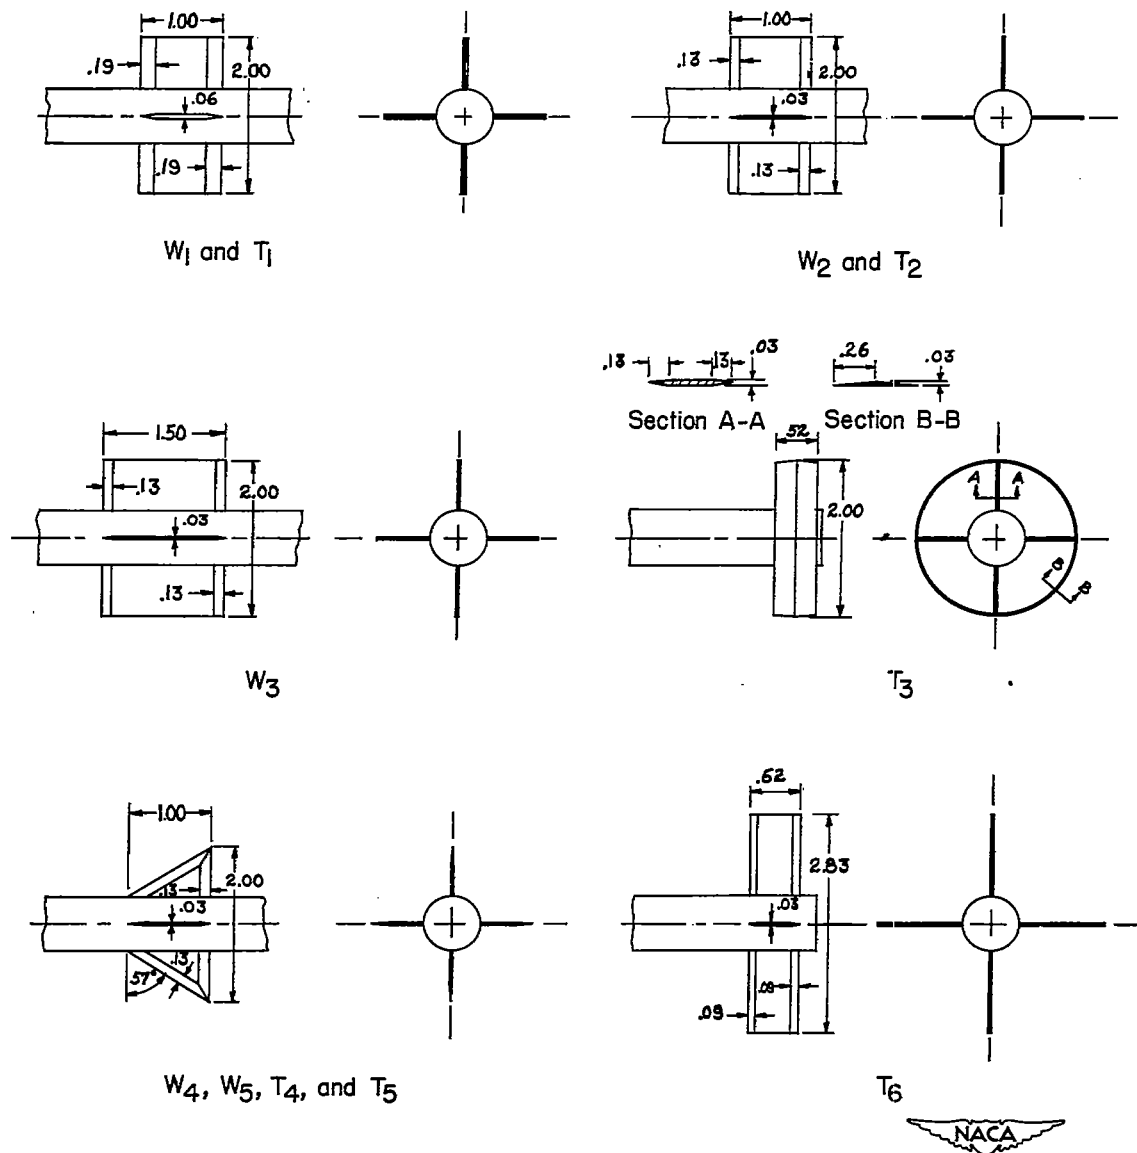 1.00
.19
2.00
.06
.19
W1 and T1
1.00
.13
2.00
.03
.13
W2 and T2
1.50
.13
2.00
.03
.13
W3
.13
.13
.03
.26
.03
Section A-A
Section B-B
.52
2.00
A A
B
B
T3
1.00
.13
2.00
.03
.13
57°
W4, W5, T4, and T5
.62
2.83
.03
.09
.09
T6
NACA